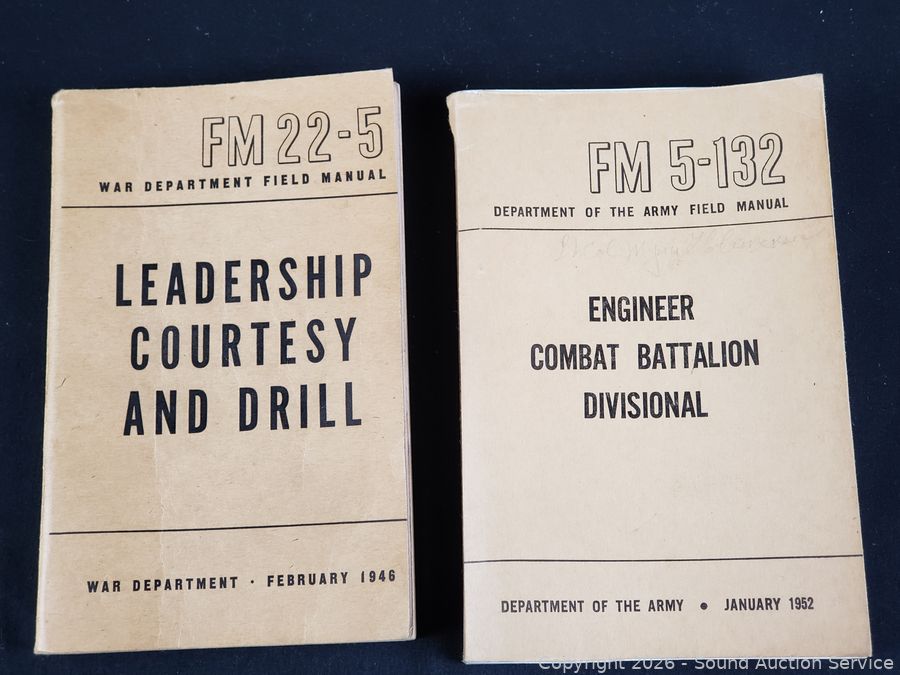 FM 22-5
WAR DEPARTMENT FIELD MANUAL
LEADERSHIP
COURTESY
AND DRILL
WAR DEPARTMENT · FEBRUARY 1946
FM 5-132
DEPARTMENT OF THE ARMY FIELD MANUAL
ENGINEER
COMBAT BATTALION
DIVISIONAL
DEPARTMENT OF THE ARMY • JANUARY 1952
Copyright 2026 - Sound Auction Service